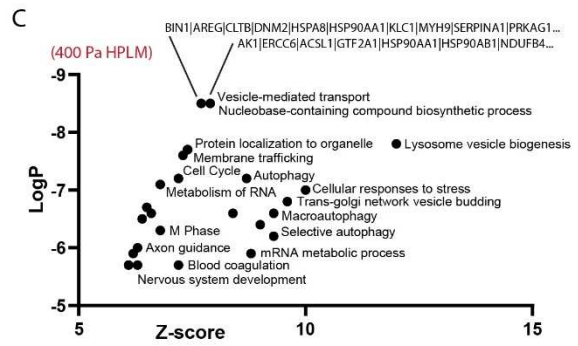 C
BIN1|AREG|CLTB|DNM2|HSPA8|HSP90AA1|KLC1|MYH9|SERPINA1|PRKAG1...
AK1|ERCC6|ACSL1|GTF2A1|HSP90AA1|HSP90AB1|NDUFB4...
(400 Pa HPLM)
-9
Vesicle-mediated transport
Nucleobase-containing compound biosynthetic process
-8
Protein localization to organelle
Lysosome vesicle biogenesis
Membrane trafficking
Cell Cycle
Autophagy
LogP
-7
Metabolism of RNA
Cellular responses to stress
Trans-golgi network vesicle budding
Macroautophagy
M Phase
Selective autophagy
-6
Axon guidance
mRNA metabolic process
Blood coagulation
Nervous system development
-5
5
Z-score
10
15